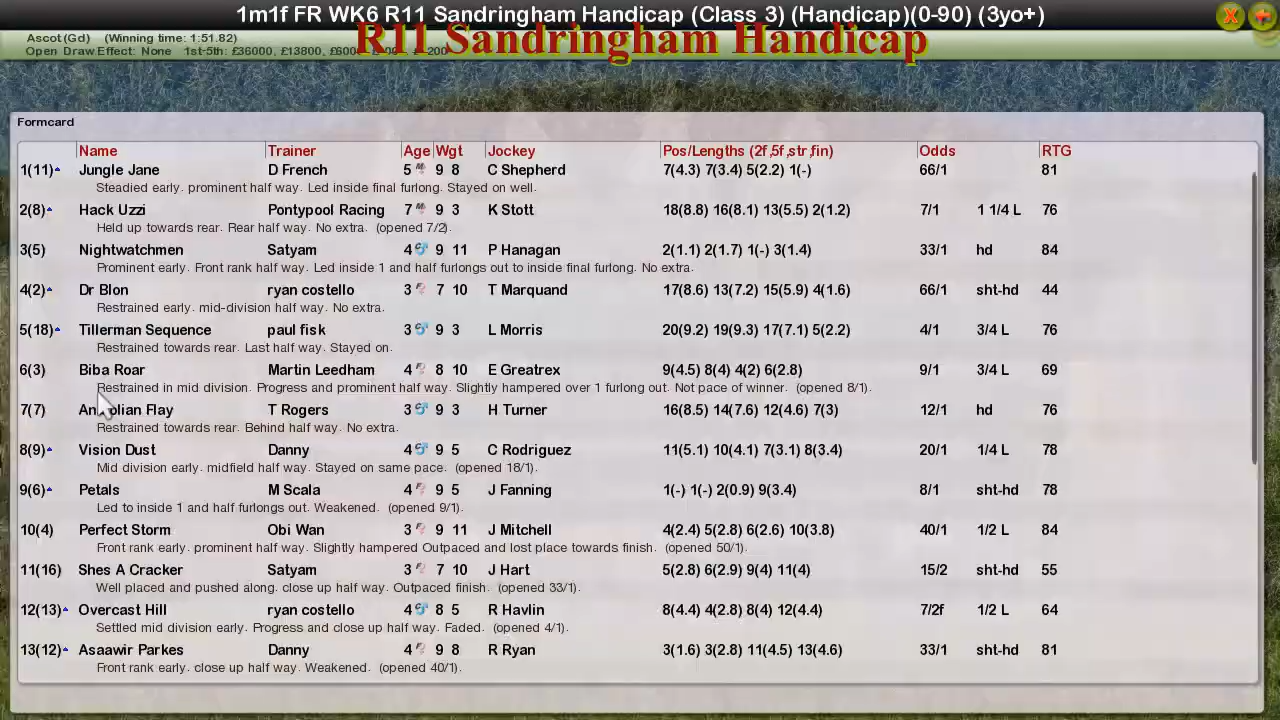 1m1f FR WK6 R11 Sandringham Handicap (Class 3) (Handicap)(0-90) (3yo+)
R11 Sandringham Handicap
Ascot(Gd) (Winning time: 1:51.82)
Open Draw Effect: None 1st-5th: £36000, £13800,
Formcard
Name Trainer Age Wgt Jockey Pos/Lengths (2f,5f,str,fin) Odds RTG
1(11) Jungle Jane D French 5 9 8 C Shepherd 7(4.3) 7(3.4) 5(2.2) 1(-) 66/1 81
Steadied early. prominent half way. Led inside final furlong. Stayed on well.
2(8) Hack Uzzi Pontypool Racing 7 9 3 K Stott 18(8.8) 16(8.1) 13(5.5) 2(1.2) 7/1 1 1/4 L 76
Held up towards rear. Rear half way. No extra. (opened 7/2).
3(5) Nightwatchmen Satyam 4 9 11 P Hanagan 2(1.1) 2(1.7) 1(-) 3(1.4) 33/1 hd 84
Prominent early. Front rank half way. Led inside 1 and half furlongs out to inside final furlong. No extra.
4(2) Dr Blon ryan costello 3 7 10 T Marquand 17(8.6) 13(7.2) 15(5.9) 4(1.6) 66/1 sht-hd 44
Restrained early. mid-division half way. No extra.
5(18) Tillerman Sequence paul fisk 3 9 3 L Morris 20(9.2) 19(9.3) 17(7.1) 5(2.2) 4/1 3/4 L 76
Restrained towards rear. Last half way. Stayed on.
6(3) Biba Roar Martin Leedham 4 8 10 E Greatrex 9(4.5) 8(4) 4(2) 6(2.8) 9/1 3/4 L 69
Restrained in mid division. Progress and prominent half way. Slightly hampered over 1 furlong out. Not pace of winner. (opened 8/1).
7(7) Flay T Rogers 3 9 3 H Turner 16(8.5) 14(7.6) 12(4.6) 7(3) 12/1 hd 76
Restrained towards rear. Behind half way. No extra.
8(9) Vision Dust Danny 4 9 5 C Rodriguez 11(5.1) 10(4.1) 7(3.1) 8(3.4) 20/1 1/4 L 78
Mid division early. midfield half way. Stayed on same pace. (opened 18/1).
9(6) Petals M Scala 4 9 5 J Fanning 1(-) 1(-) 2(0.9) 9(3.4) 8/1 sht-hd 78
Led to inside 1 and half furlongs out. Weakened. (opened 9/1).
10(4) Perfect Storm Obi Wan 3 9 11 J Mitchell 4(2.4) 5(2.8) 6(2.6) 10(3.8) 40/1 1/2 L 84
Front rank early. prominent half way. Slightly hampered Outpaced and lost place towards finish. (opened 50/1).
11(16) Shes A Cracker Satyam 3 7 10 J Hart 5(2.8) 6(2.9) 9(4) 11(4) 15/2 sht-hd 55
Well placed and pushed along. close up half way. Outpaced finish. (opened 33/1).
12(13) Overcast Hill ryan costello 4 8 5 R Havlin 8(4.4) 4(2.8) 8(4) 12(4.4) 7/2f 1/2 L 64
Settled mid division early. Progress and close up half way. Faded. (opened 4/1).
13(12) Asaawir Parkes Danny 4 9 8 R Ryan 3(1.6) 3(2.8) 11(4.5) 13(4.6) 33/1 sht-hd 81
Front rank early. close up half way. Weakened. (opened 40/1).